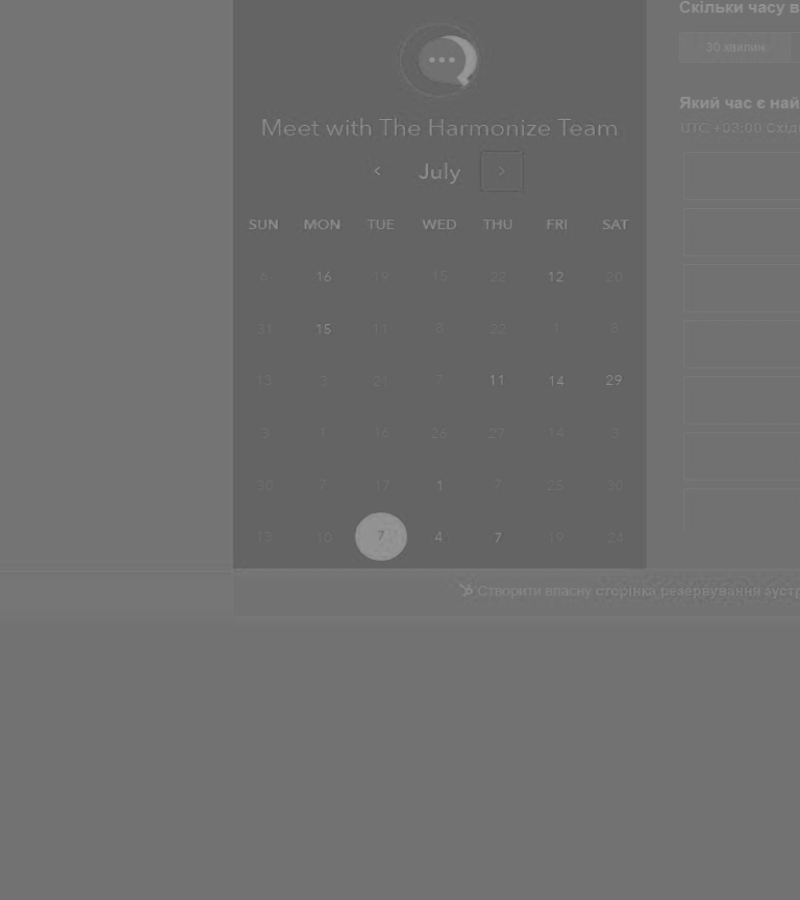 Скільки часу в
30 хвилин
Meet with The Harmonize Team
Який час є най
UTC +03:00 Східн
July
SUN MON TUE WED THU FRI SAT
6 16 19 15 22 12 20
31 15 11 8 22 1 8
13 3 21 7 11 14 29
3 1 16 26 27 14 3
30 7 17 1 7 25 30
13 10 7 4 7 19 24
Створити власну сторінка резервування зустр